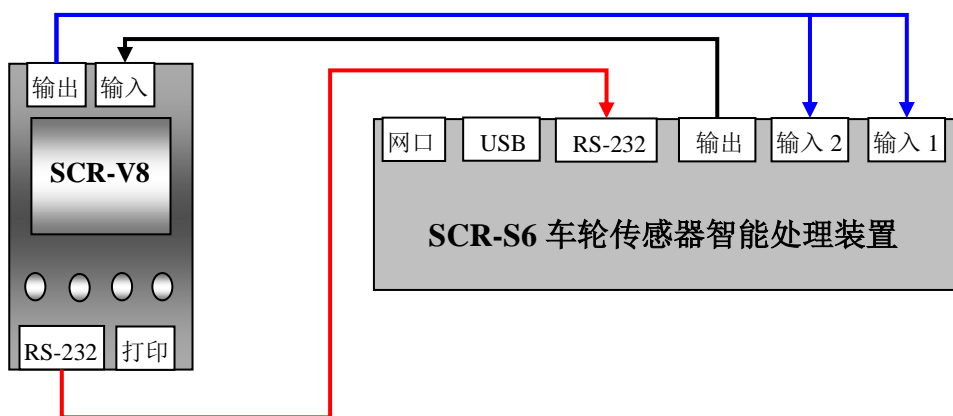 输出
输入
SCR-V8
RS-232
打印
网口
USB
RS-232
输出
输入 2
输入 1
SCR-S6 车轮传感器智能处理装置